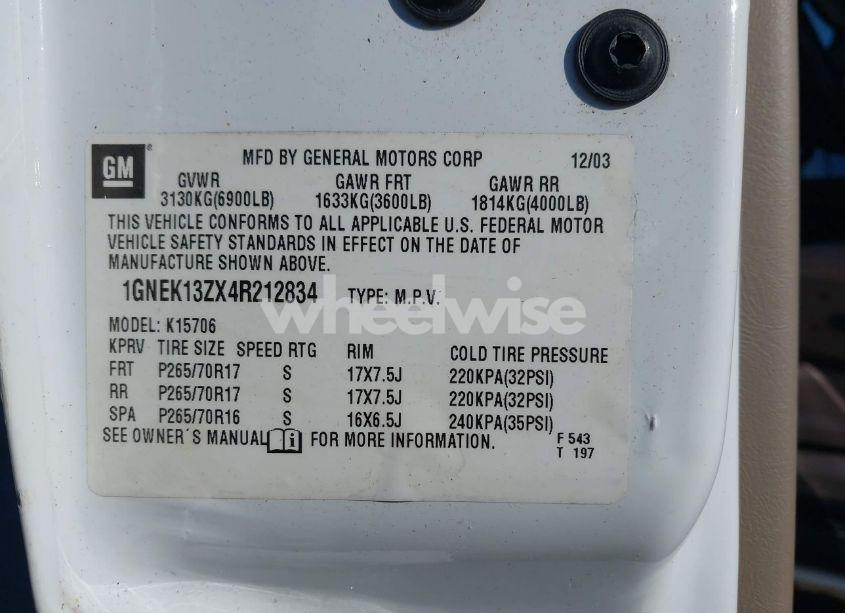 GM
MFD BY GENERAL MOTORS CORP 12/03
GVWR GAWR FRT GAWR RR
3130KG(6900LB) 1633KG(3600LB) 1814KG(4000LB)
THIS VEHICLE CONFORMS TO ALL APPLICABLE U.S. FEDERAL MOTOR
VEHICLE SAFETY STANDARDS IN EFFECT ON THE DATE OF
MANUFACTURE SHOWN ABOVE.
1GNEK13ZX4R212834 TYPE: M.P.V.
wheelwise
MODEL: K15706
KPRV TIRE SIZE SPEED RTG RIM COLD TIRE PRESSURE
FRT P265/70R17 S 17X7.5J 220KPA(32PSI)
RR P265/70R17 S 17X7.5J 220KPA(32PSI)
SPA P265/70R16 S 16X6.5J 240KPA(35PSI)
SEE OWNER´S MANUAL FOR MORE INFORMATION.
F 543
T 197